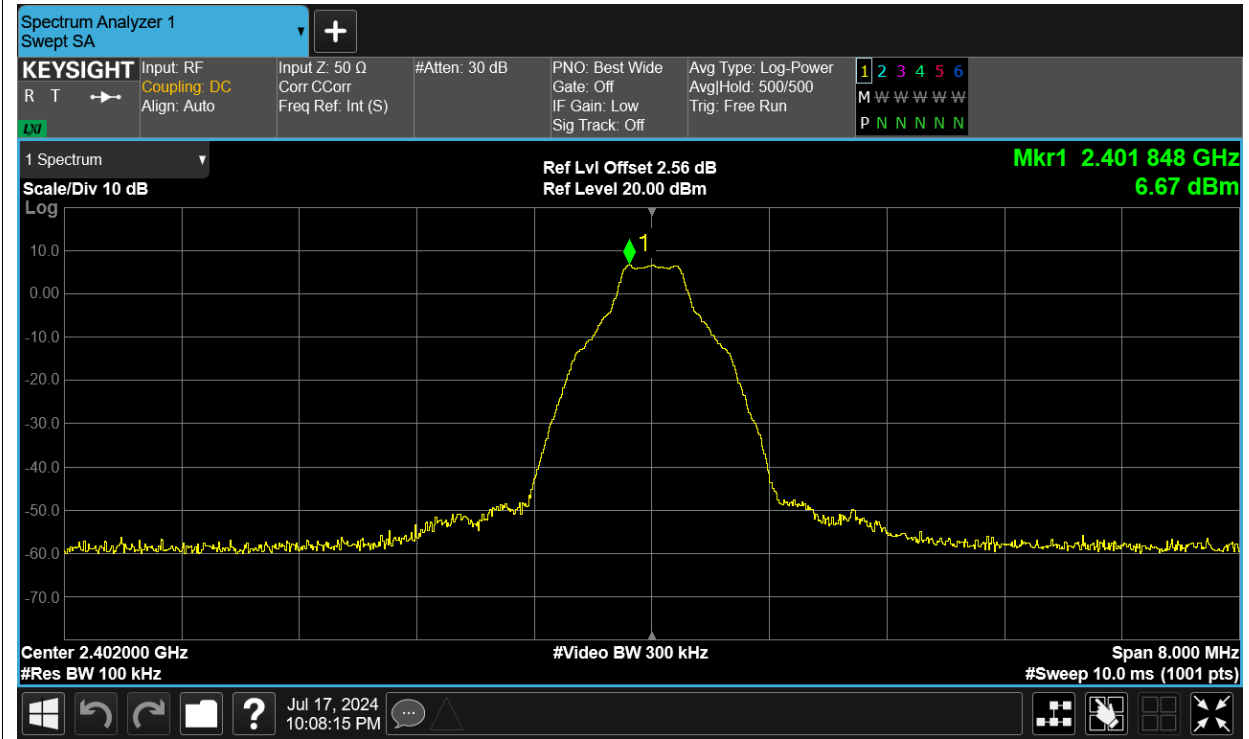 Spectrum Analyzer 1
Swept SA
KEYSIGHT
R T
LXI
Input: RF
Coupling: DC
Align: Auto
Input Z: 50 Ω
Corr CCorr
Freq Ref: Int (S)
#Atten: 30 dB
PNO: Best Wide
Gate: Off
IF Gain: Low
Sig Track: Off
Avg Type: Log-Power
Avg|Hold: 500/500
Trig: Free Run
1 2 3 4 5 6
M W W W W W
P N N N N N
1 Spectrum
Scale/Div 10 dB
Log
Ref Lvl Offset 2.56 dB
Ref Level 20.00 dBm
Mkr1 2.401 848 GHz
6.67 dBm
1
10.0
0.00
-10.0
-20.0
-30.0
-40.0
-50.0
-60.0
-70.0
Center 2.402000 GHz
#Res BW 100 kHz
#Video BW 300 kHz
Span 8.000 MHz
#Sweep 10.0 ms (1001 pts)
?
Jul 17, 2024
10:08:15 PM